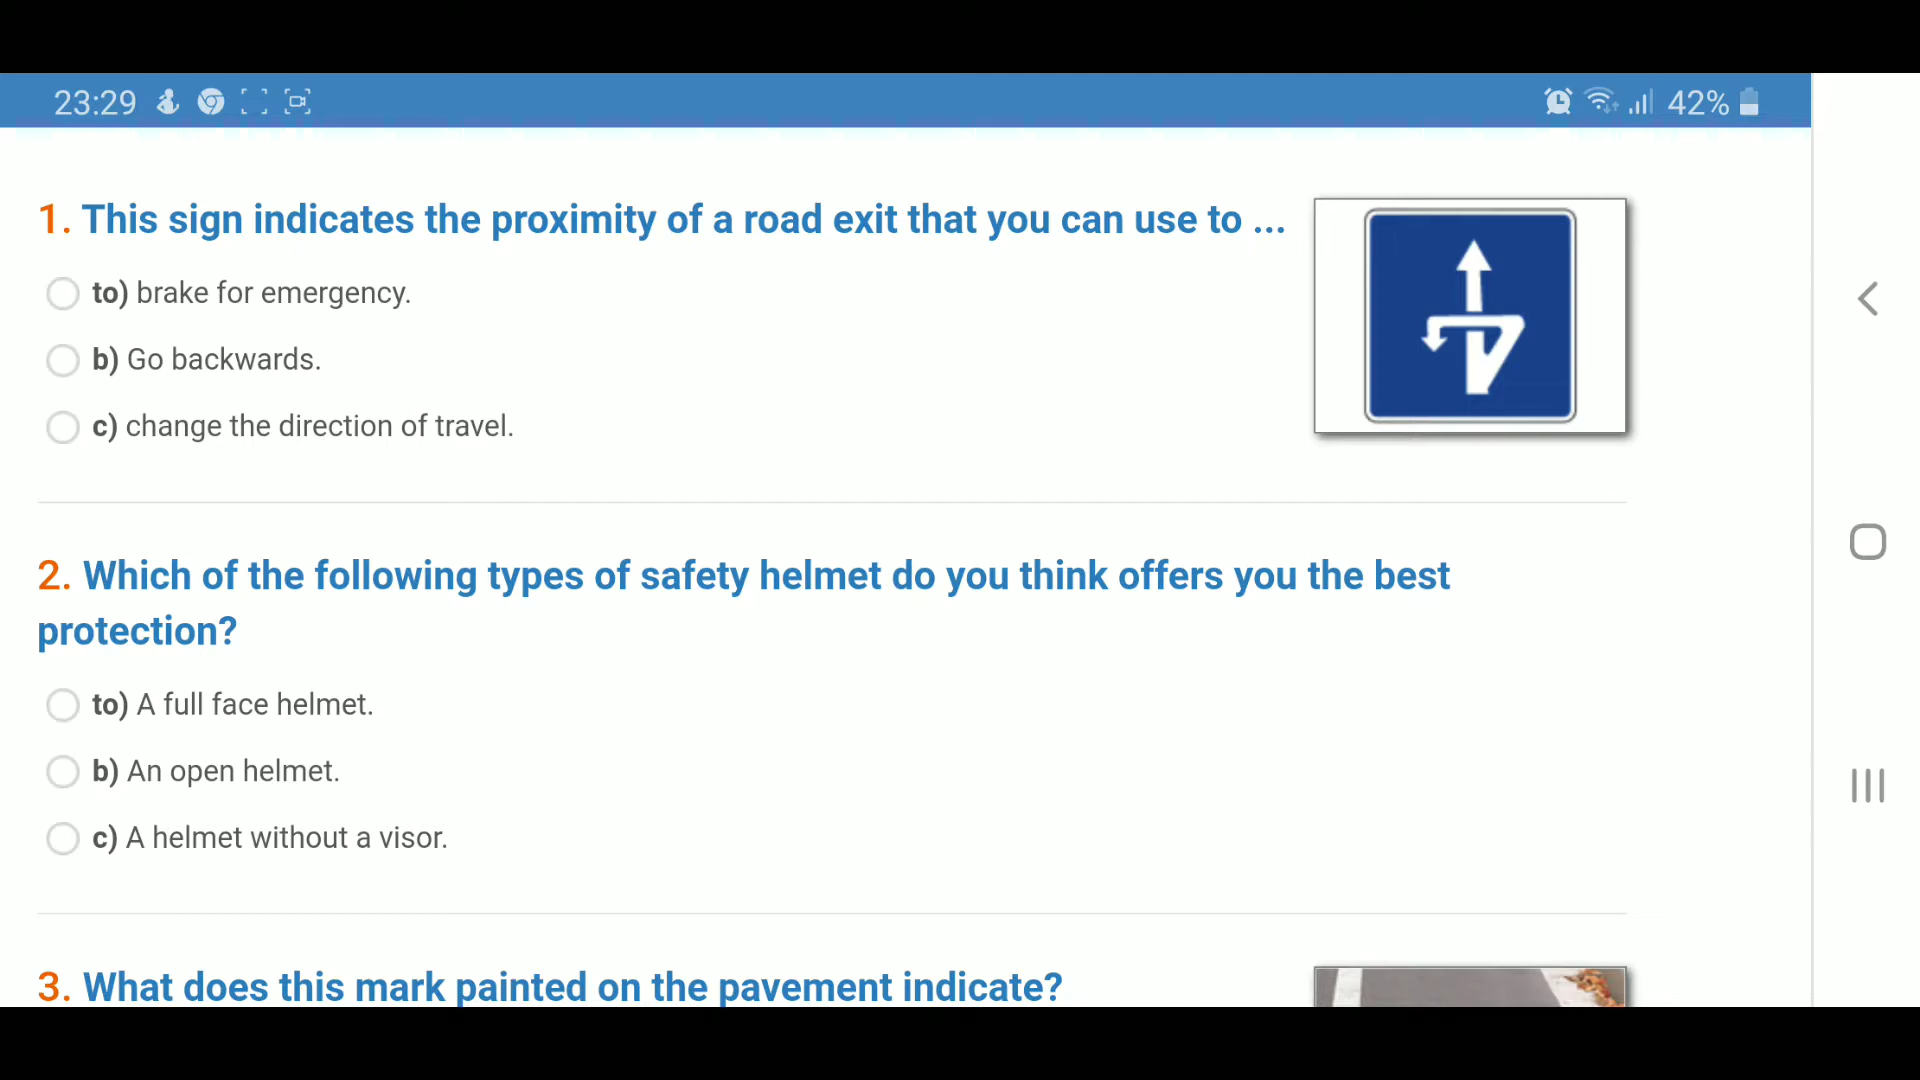 23:29
42%
1. This sign indicates the proximity of a road exit that you can use to ...
to) brake for emergency.
b) Go backwards.
c) change the direction of travel.
2. Which of the following types of safety helmet do you think offers you the best
protection?
to) A full face helmet.
b) An open helmet.
c) A helmet without a visor.
3. What does this mark painted on the pavement indicate?